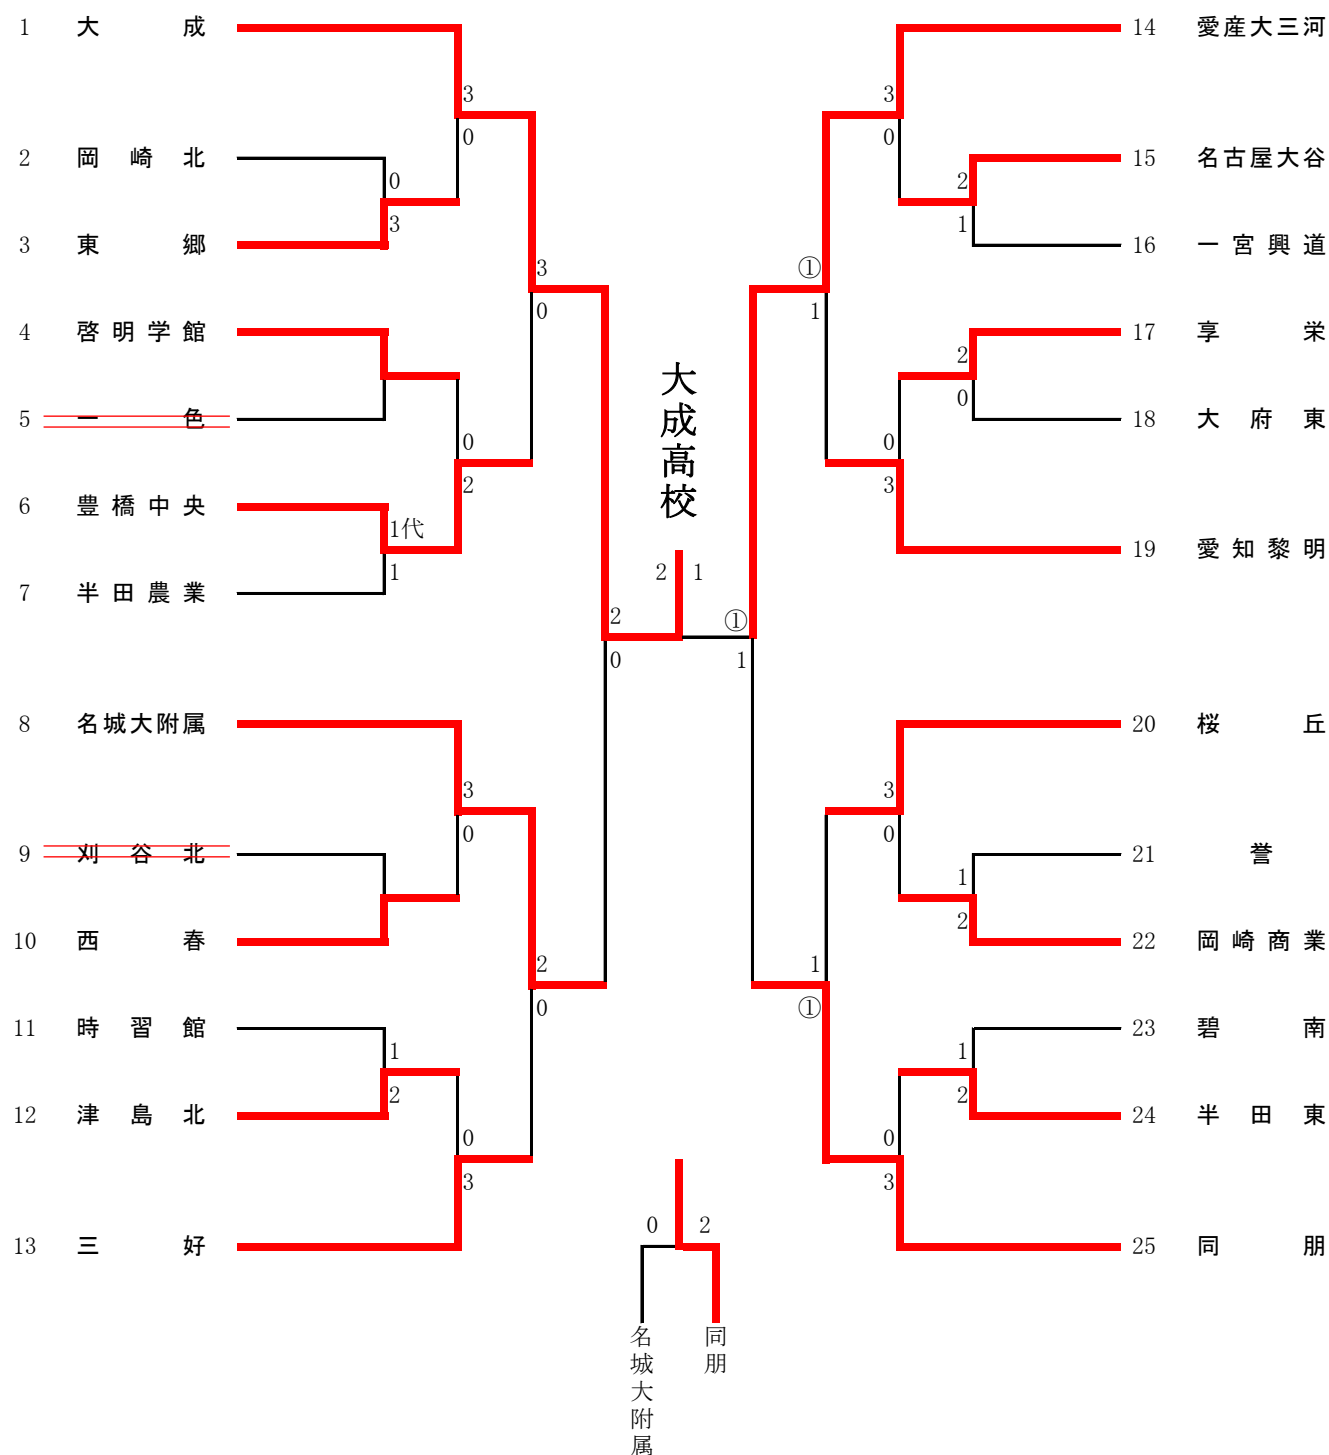 1 大成
3
0
2 岡崎北
0
3
3 東郷
3
0
4 啓明学館
5 一色
0
2
6 豊橋中央
1代
1
7 半田農業
2
0
8 名城大附属
3
0
9 刈谷北
10 西春
2
0
11 時習館
1
2
12 津島北
0
3
13 三好
大成高校
2 1
14 愛産大三河
3
0
15 名古屋大谷
2
1
16 一宮興道
①
1
17 享栄
2
0
18 大府東
0
3
19 愛知黎明
①
1
20 桜丘
3
0
21 誉
1
2
22 岡崎商業
1
①
23 碧南
1
2
24 半田東
0
3
25 同朋
0 2
名城大附属
同朋